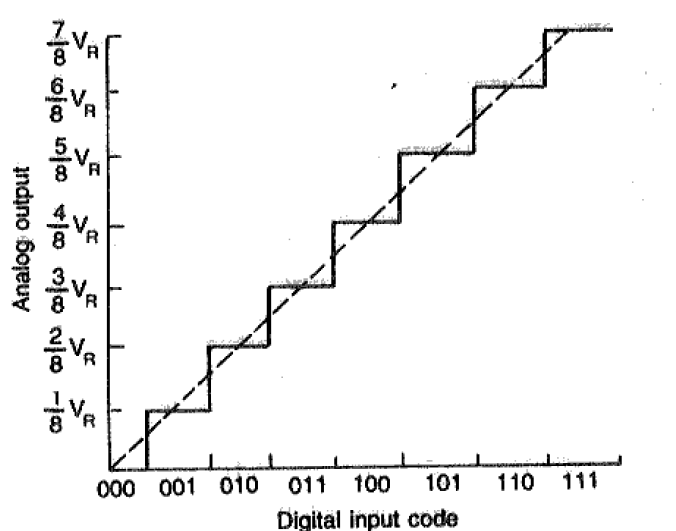 7/8 V_R
6/8 V_R
5/8 V_R
4/8 V_R
3/8 V_R
2/8 V_R
1/8 V_R
Analog output
000 001 010 011 100 101 110 111
Digital input code